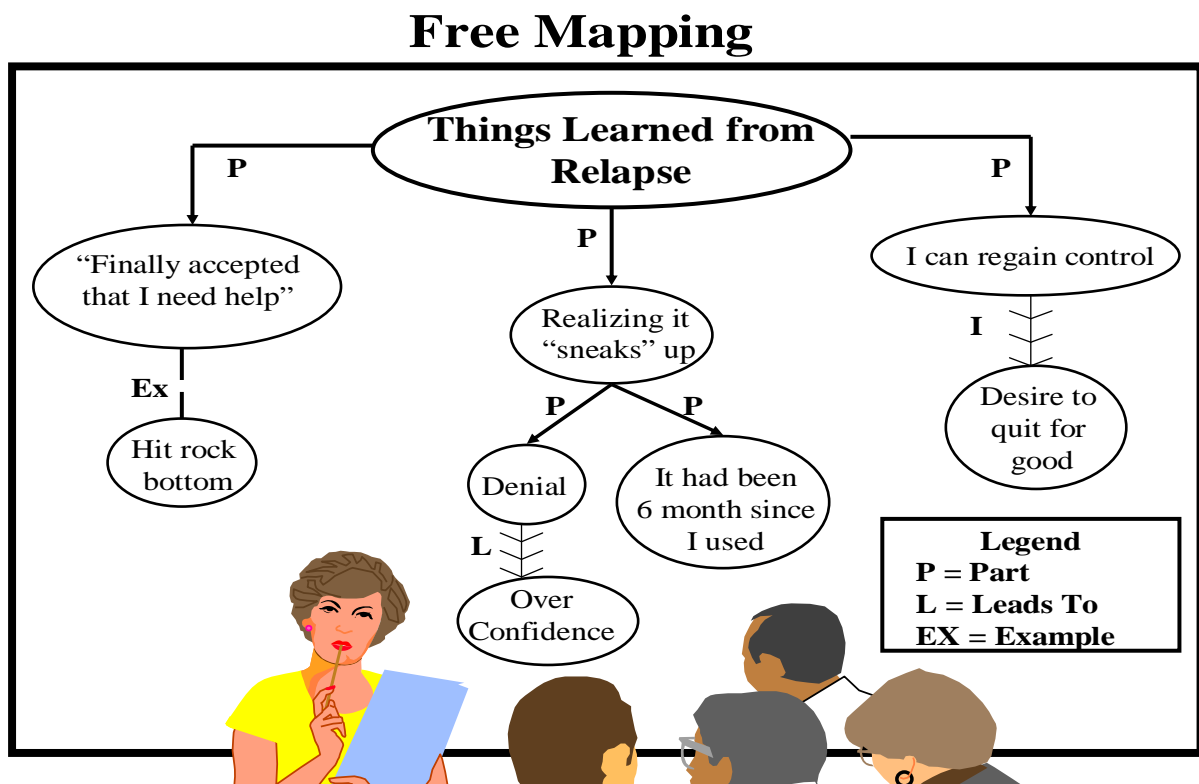 Free Mapping
Things Learned from
Relapse
P
P
P
“Finally accepted
that I need help”
I can regain control
Realizing it
“sneaks” up
I
Ex
P
P
Desire to
quit for
good
Hit rock
bottom
Denial
It had been
6 month since
I used
L
Over
Confidence
Legend
P = Part
L = Leads To
EX = Example